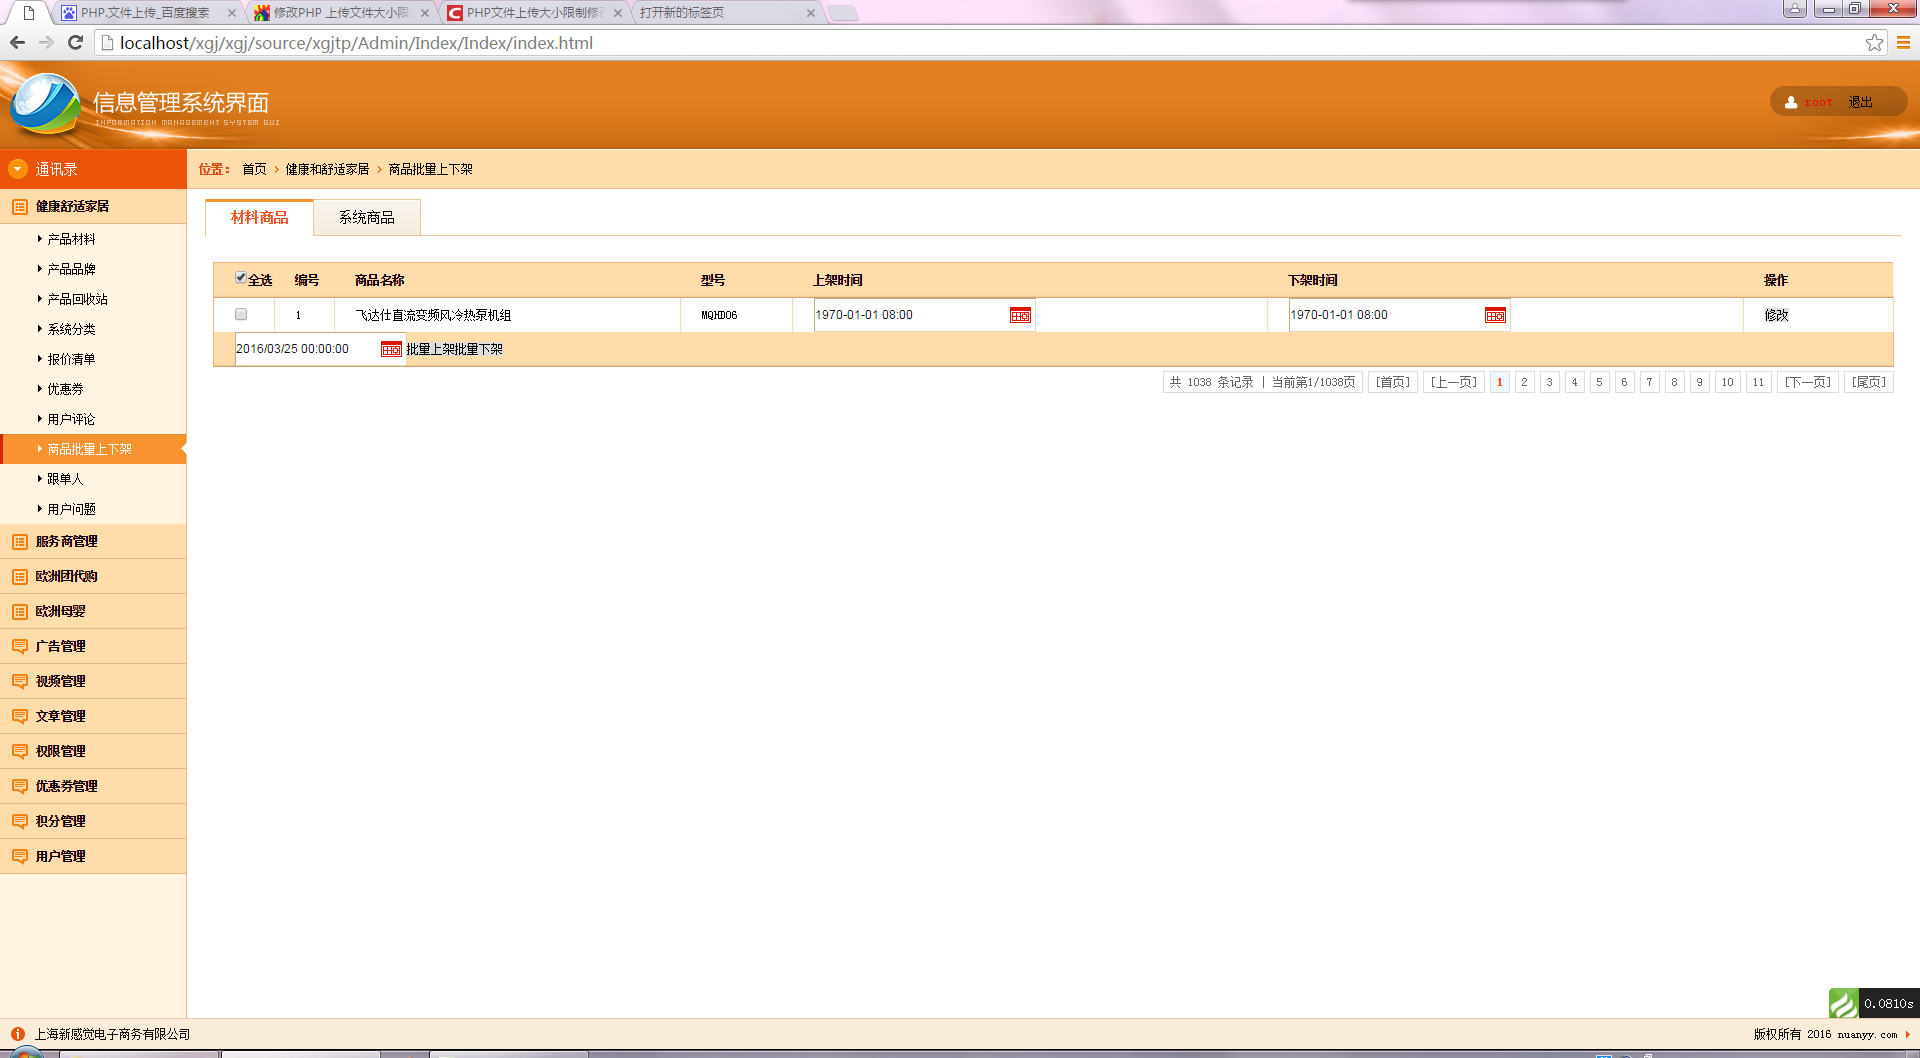 PHP.文件上传_百度搜索
修改PHP 上传文件大小限
PHP文件上传大小限制修
打开新的标签页
localhost/xgj/xgj/source/xgjtp/Admin/Index/Index/index.html
信息管理系统界面
INFORMATION MANAGEMENT SYSTEM GUI
root 退出
通讯录
位置： 首页 › 健康和舒适家居 › 商品批量上下架
健康舒适家居
产品材料
产品品牌
产品回收站
系统分类
报价清单
优惠券
用户评论
商品批量上下架
跟单人
用户问题
服务商管理
欧洲团代购
欧洲母婴
广告管理
视频管理
文章管理
权限管理
优惠券管理
积分管理
用户管理
材料商品 系统商品
全选 编号 商品名称 型号 上架时间 下架时间 操作
1 飞达仕直流变频风冷热泵机组 MQHD06 1970-01-01 08:00 1970-01-01 08:00 修改
2016/03/25 00:00:00 批量上架批量下架
共 1038 条记录 | 当前第1/1038页 [首页] [上一页] 1 2 3 4 5 6 7 8 9 10 11 [下一页] [尾页]
0.0810s
上海新感觉电子商务有限公司
版权所有 2016 nuanyy.com